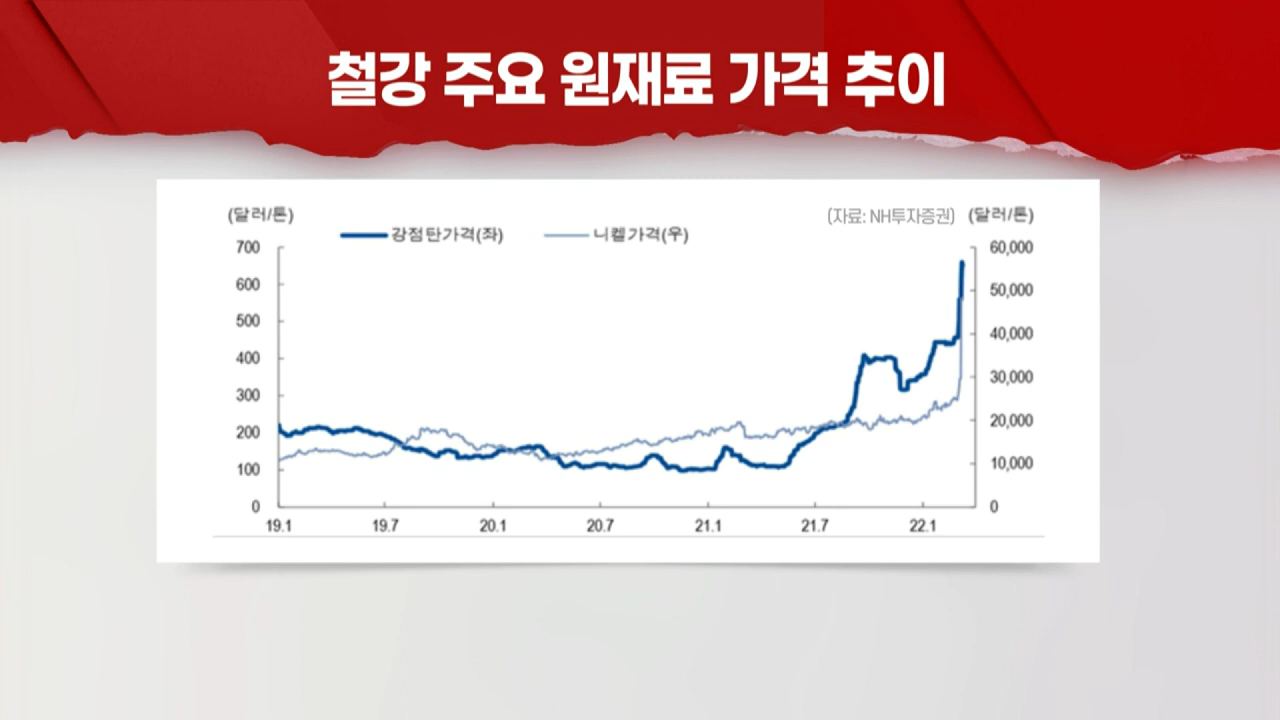 철강 주요 원재료 가격 추이
(달러/톤)
(자료: NH투자증권) (달러/톤)
강점탄가격(좌) 니켈가격(우)
700 60,000
600 50,000
500 40,000
400 30,000
300 20,000
200 10,000
100 0
0
19.1 19.7 20.1 20.7 21.1 21.7 22.1